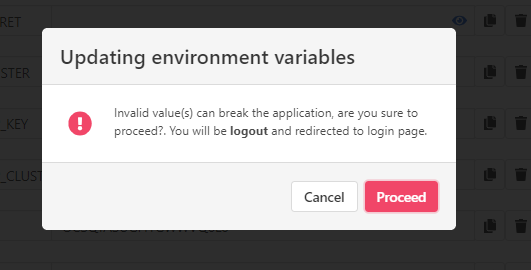 RET
Updating environment variables
STER
Invalid value(s) can break the application, are you sure to
proceed?. You will be logout and redirected to login page.
_KEY
_CLUST
Cancel
Proceed